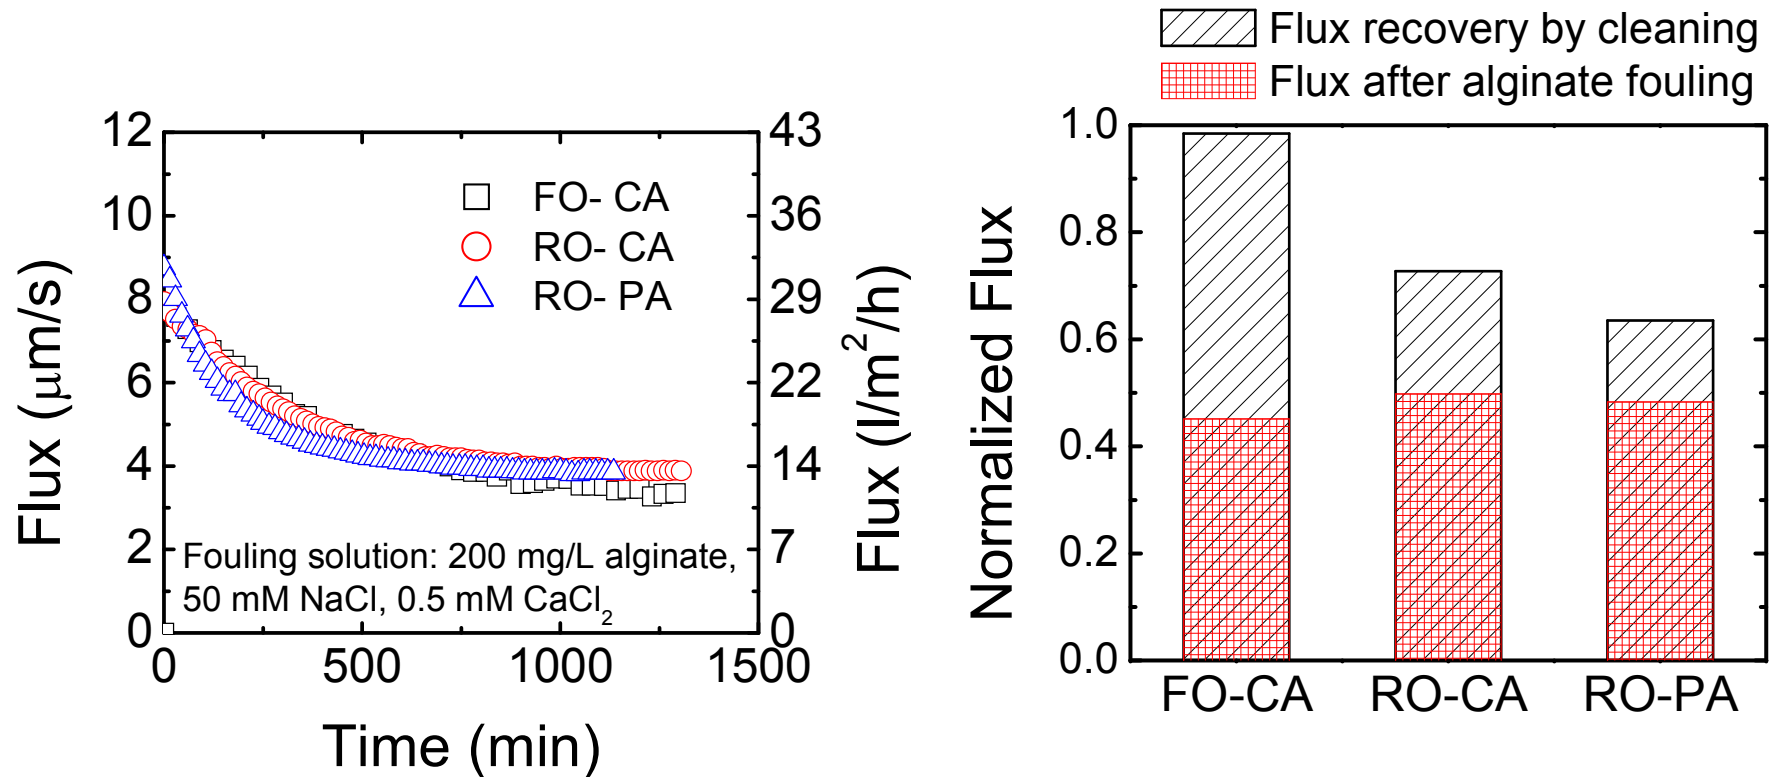 Flux recovery by cleaning
Flux after alginate fouling
12
10
8
6
4
2
0
Flux (μm/s)
FO- CA
RO- CA
RO- PA
Fouling solution: 200 mg/L alginate,
50 mM NaCl, 0.5 mM CaCl₂
0
500
1000
1500
Time (min)
43
36
29
22
14
7
0
Flux (l/m²/h)
Normalized Flux
1.0
0.8
0.6
0.4
0.2
0.0
FO-CA
RO-CA
RO-PA